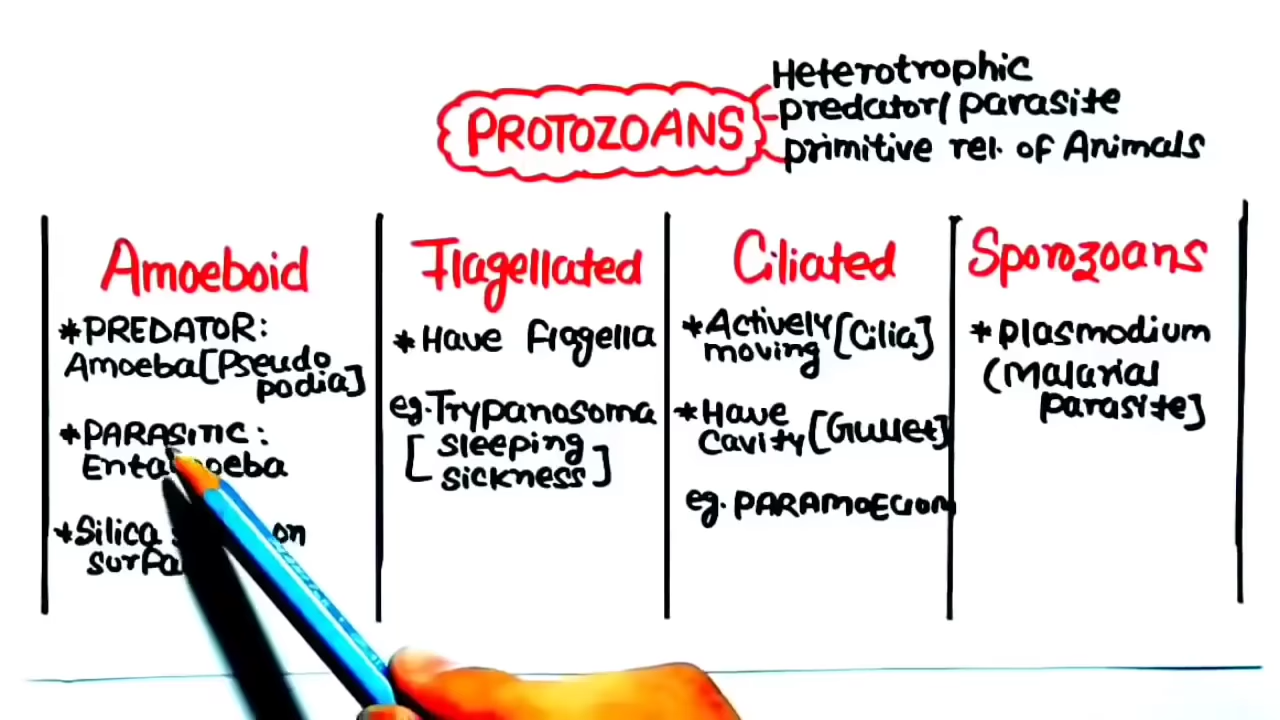 PROTOZOANS
Heterotrophic
predator/parasite
primitive rel. of Animals
Amoeboid
*PREDATOR:
Amoeba[Pseudo
podia]
*PARASITIC:
*Silica on
Flagellated
*Have flagella
eg.Trypanosoma
[Sleeping
sickness]
Ciliated
*Actively [Cilia]
moving
*Have [Gullet]
cavity
eg. PARAMOECIOM
Sporozoans
*Plasmodium
(Malarial
parasite]